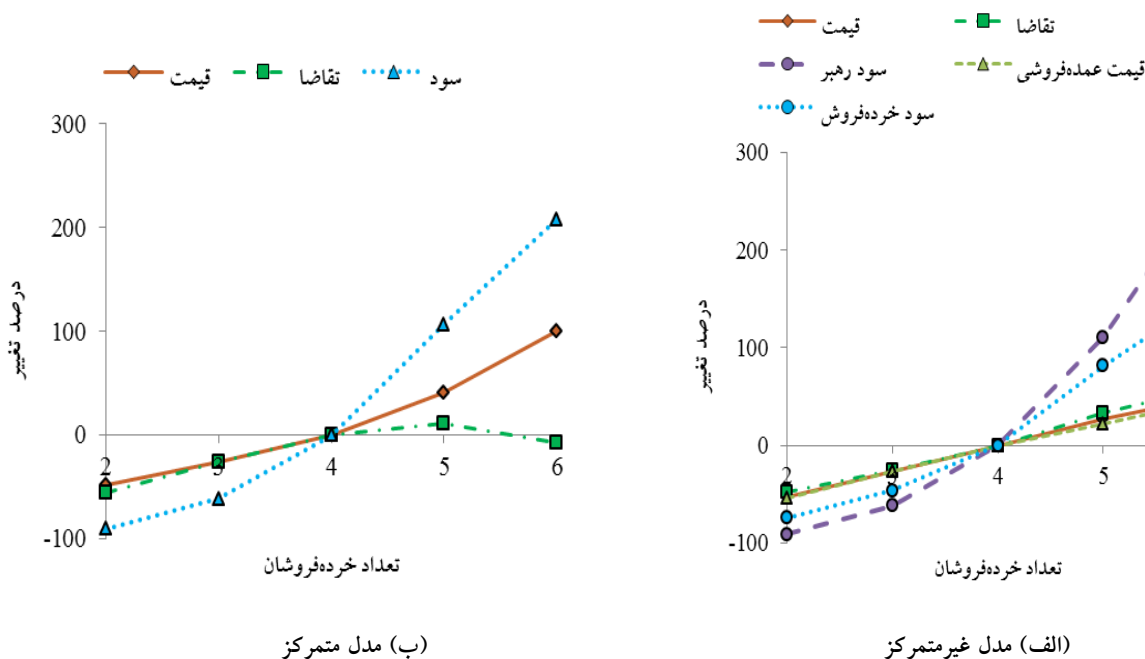 قیمت
تقاضا
سود رهبر
قیمت عمده‌فروشی
سود خرده‌فروش
300
200
100
0
-100
2
3
4
5
درصد تغییر
تعداد خرده‌فروشان
(الف) مدل غیرمتمرکز
قیمت
تقاضا
سود
300
200
100
0
-100
2
3
4
5
6
درصد تغییر
تعداد خرده‌فروشان
(ب) مدل متمرکز